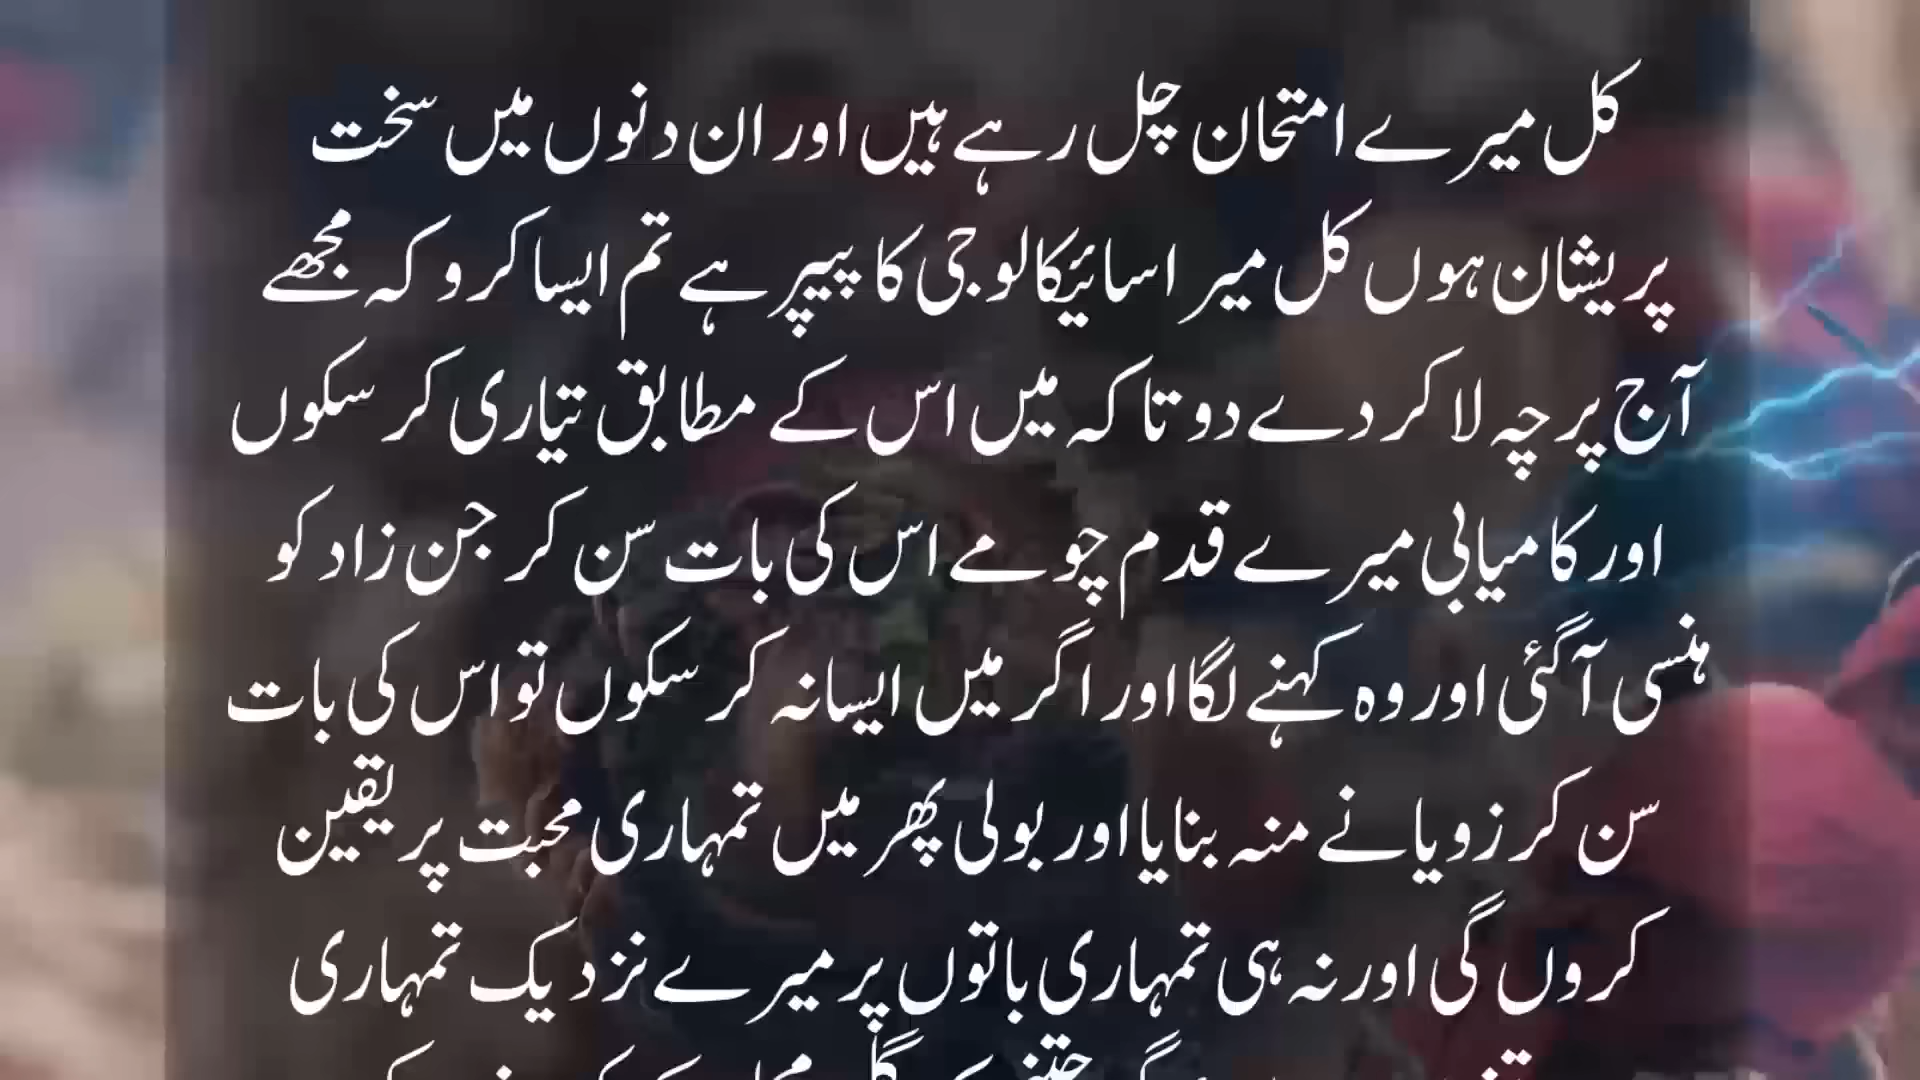 کل میرے امتحان چل رہے ہیں اور ان دنوں میں سخت
پریشان ہوں کل میرا سائیکالوجی کا پیپر ہے تم ایسا کرو کہ مجھے
آج پرچہ لا کر دے دو تاکہ میں اس کے مطابق تیاری کر سکوں
اور کامیابی میرے قدم چومے اس کی بات سن کر جن زاد کو
ہنسی آگئی اور وہ کہنے لگا اور اگر میں ایسا نہ کر سکوں تو اس کی بات
سن کر زویا نے منہ بنایا اور بولی پھر میں تمہاری محبت پر یقین
کروں گی اور نہ ہی تمہاری باتوں پر میرے نزدیک تمہاری